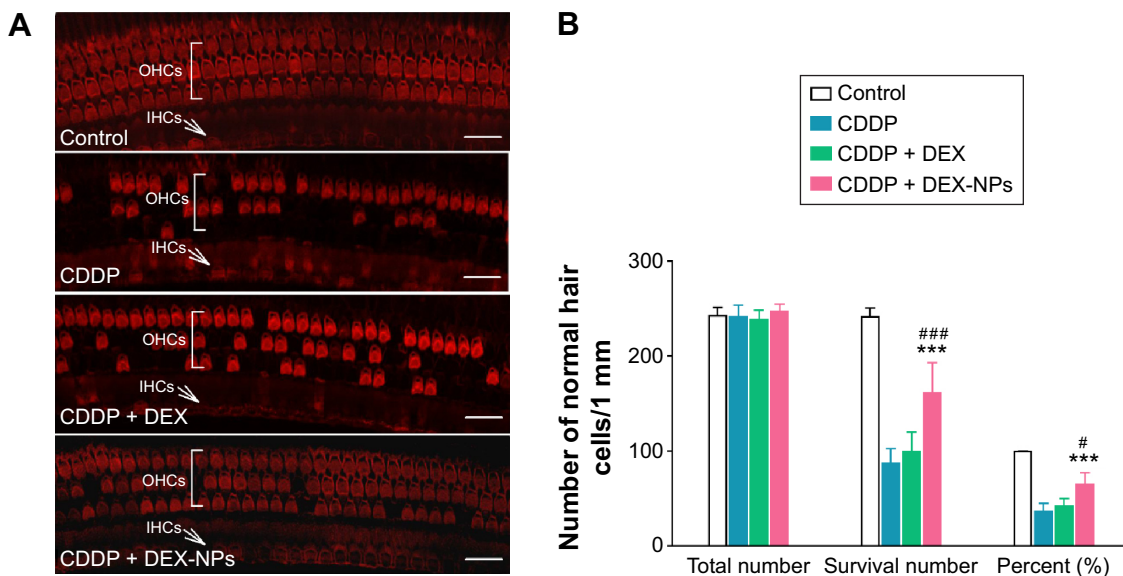 A
OHCs
IHCs
Control
OHCs
IHCs
CDDP
OHCs
IHCs
CDDP + DEX
OHCs
IHCs
CDDP + DEX-NPs
B
Control
CDDP
CDDP + DEX
CDDP + DEX-NPs
Number of normal hair
cells/1 mm
300
200
100
0
###
***
#
***
Total number
Survival number
Percent (%)